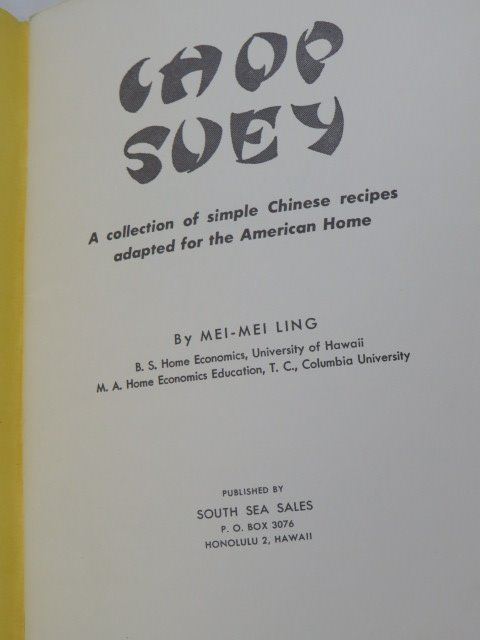 CHOP
SUEY
A collection of simple Chinese recipes
adapted for the American Home
By MEI-MEI LING
B. S. Home Economics, University of Hawaii
M. A. Home Economics Education, T. C., Columbia University
PUBLISHED BY
SOUTH SEA SALES
P. O. BOX 3076
HONOLULU 2, HAWAII